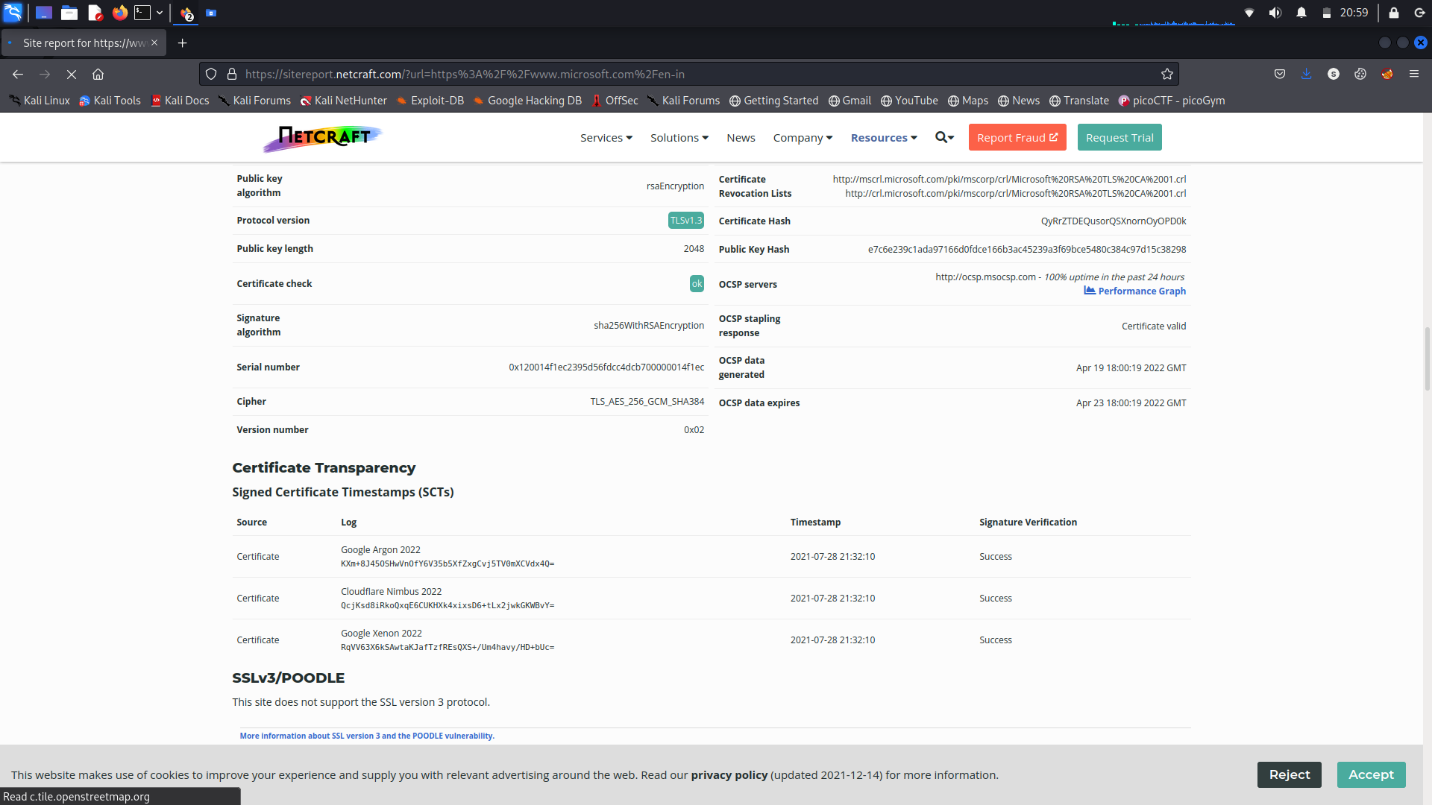 20:59
Site report for https://ww
https://sitereport.netcraft.com/?url=https%3A%2F%2Fwww.microsoft.com%2Fen-in
Kali Linux Kali Tools Kali Docs Kali Forums Kali NetHunter Exploit-DB Google Hacking DB OffSec Kali Forums Getting Started Gmail YouTube Maps News Translate picoCTF - picoGym
NETCRAFT Services Solutions News Company Resources Report Fraud Request Trial
Public key algorithm
rsaEncryption
Protocol version TLSv1.3
Public key length 2048
Certificate check ok
Signature algorithm
sha256WithRSAEncryption
Serial number 0x120014f1ec2395d56fdcc4dcb700000014f1ec
Cipher TLS_AES_256_GCM_SHA384
Version number 0x02
Certificate Revocation Lists
http://mscrl.microsoft.com/pki/mscorp/crl/Microsoft%20RSA%20TLS%20CA%2001.crl
http://crl.microsoft.com/pki/mscorp/crl/Microsoft%20RSA%20TLS%20CA%2001.crl
Certificate Hash QyRrZTDEQusorQSXnornOyOPD0k
Public Key Hash e7c6e239c1ada97166d0fdce166b3ac45239a3f69bce5480c384c97d15c38298
OCSP servers
http://ocsp.msocsp.com - 100% uptime in the past 24 hours
Performance Graph
OCSP stapling response
Certificate valid
OCSP data generated
Apr 19 18:00:19 2022 GMT
OCSP data expires Apr 23 18:00:19 2022 GMT
Certificate Transparency
Signed Certificate Timestamps (SCTs)
Source Log Timestamp Signature Verification
Certificate Google Argon 2022 2021-07-28 21:32:10 Success
KXm+8J45OSHwVnOfY6V35b5XfZxgCvj5TV0mXCVdx4Q=
Certificate Cloudflare Nimbus 2022 2021-07-28 21:32:10 Success
QcjKsd8iRkoQxqE6CUKHXk4xixsD6+tLx2jwkGKWBvY=
Certificate Google Xenon 2022 2021-07-28 21:32:10 Success
RqVV63X6kSAwtaKJafTzfREsQXS+/Um4havy/HD+bUc=
SSLv3/POODLE
This site does not support the SSL version 3 protocol.
More information about SSL version 3 and the POODLE vulnerability.
This website makes use of cookies to improve your experience and supply you with relevant advertising around the web. Read our privacy policy (updated 2021-12-14) for more information.
Reject Accept
Read c.tile.openstreetmap.org